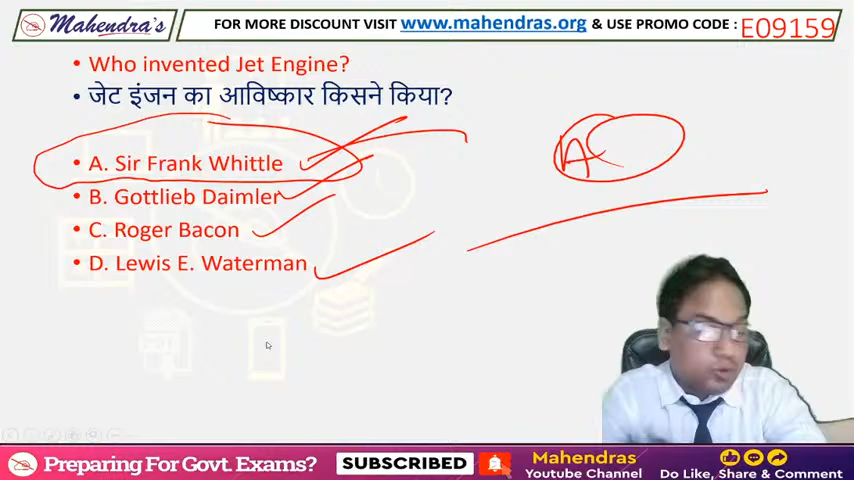 Mahendra's
FOR MORE DISCOUNT VISIT www.mahendras.org & USE PROMO CODE : E09159
• Who invented Jet Engine?
• जेट इंजन का आविष्कार किसने किया?
• A. Sir Frank Whittle
• B. Gottlieb Daimler
• C. Roger Bacon
• D. Lewis E. Waterman
A
Preparing For Govt. Exams?
SUBSCRIBED
Mahendras
Youtube Channel
Do Like, Share & Comment